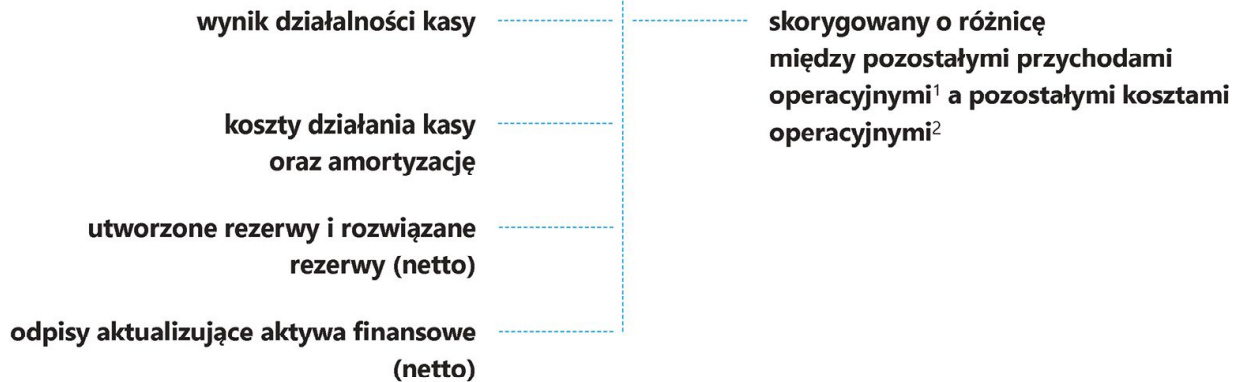 wynik działalności kasy
koszty działania kasy
oraz amortyzację
utworzone rezerwy i rozwiązane
rezerwy (netto)
odpisy aktualizujące aktywa finansowe
(netto)
skorygowany o różnicę
między pozostałymi przychodami
operacyjnymi¹ a pozostałymi kosztami
operacyjnymi²